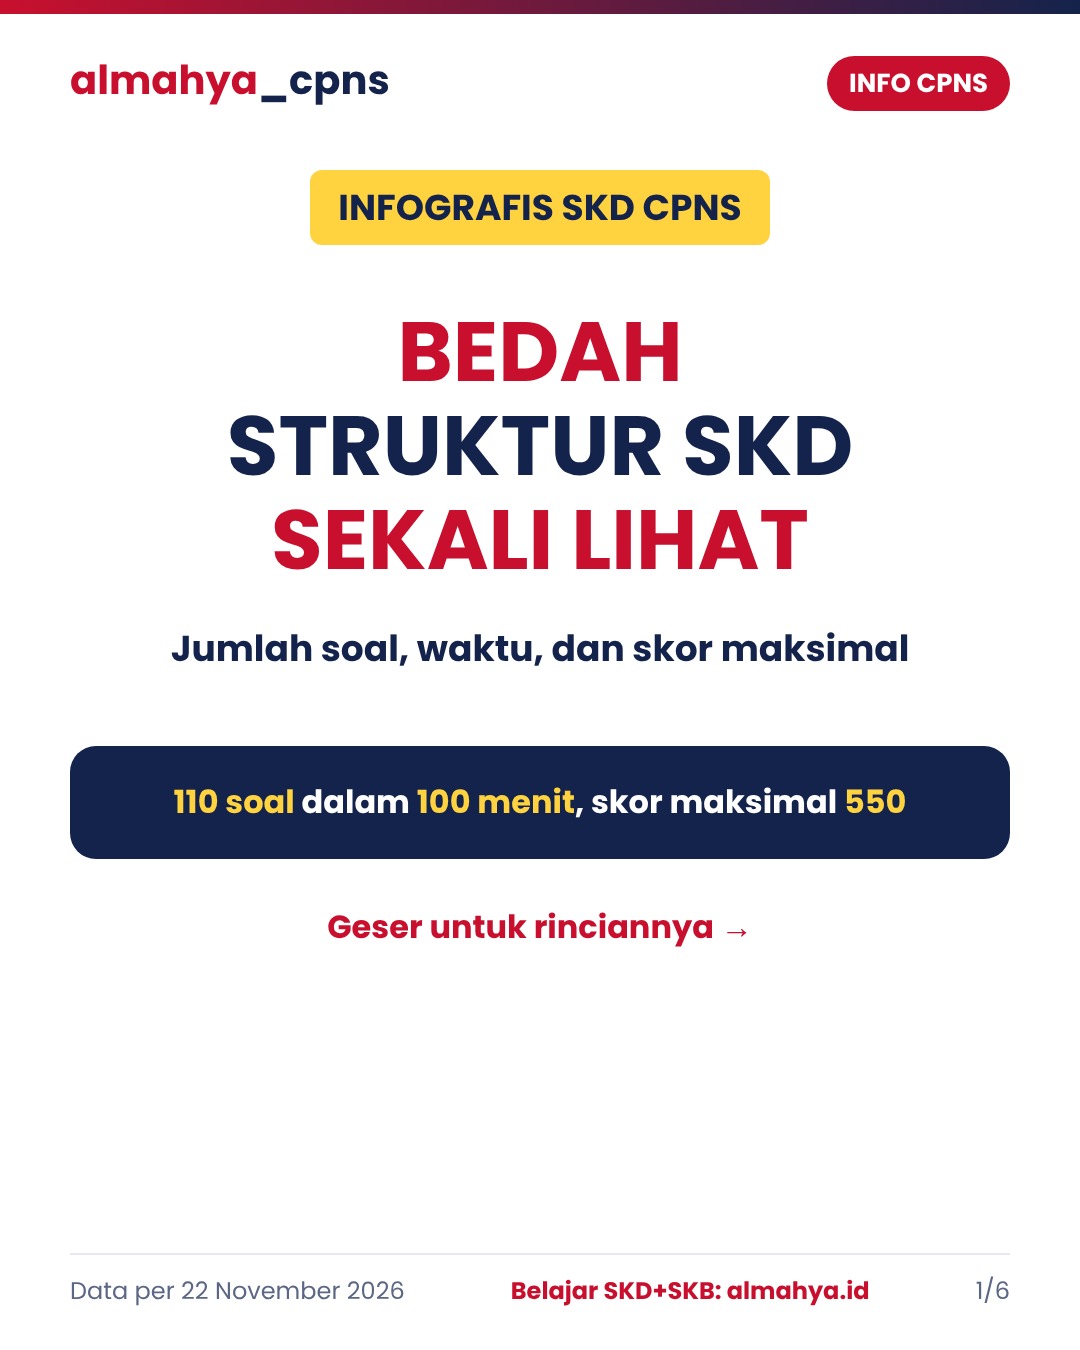 almahya_cpns
INFO CPNS
INFOGRAFIS SKD CPNS
BEDAH
STRUKTUR SKD
SEKALI LIHAT
Jumlah soal, waktu, dan skor maksimal
110 soal dalam 100 menit, skor maksimal 550
Geser untuk rinciannya →
Data per 22 November 2026
Belajar SKD+SKB: almahya.id
1/6